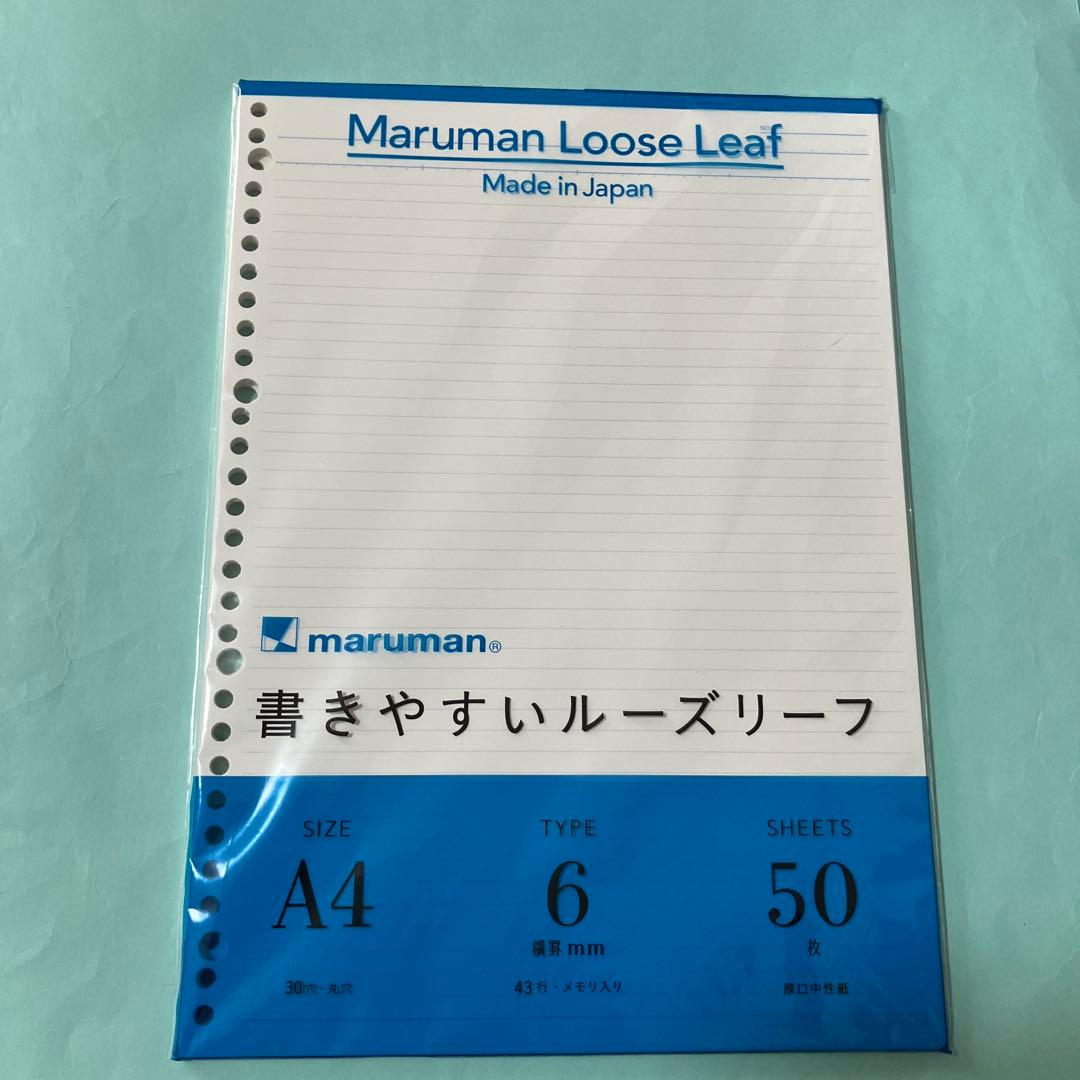 NO.
Maruman Loose Leaf
Made in Japan
maruman®
書きやすいルーズリーフ
SIZE TYPE SHEETS
A4 6 50
横罫mm 枚
30穴・丸穴 43行・メモリ入り 厚口中性紙